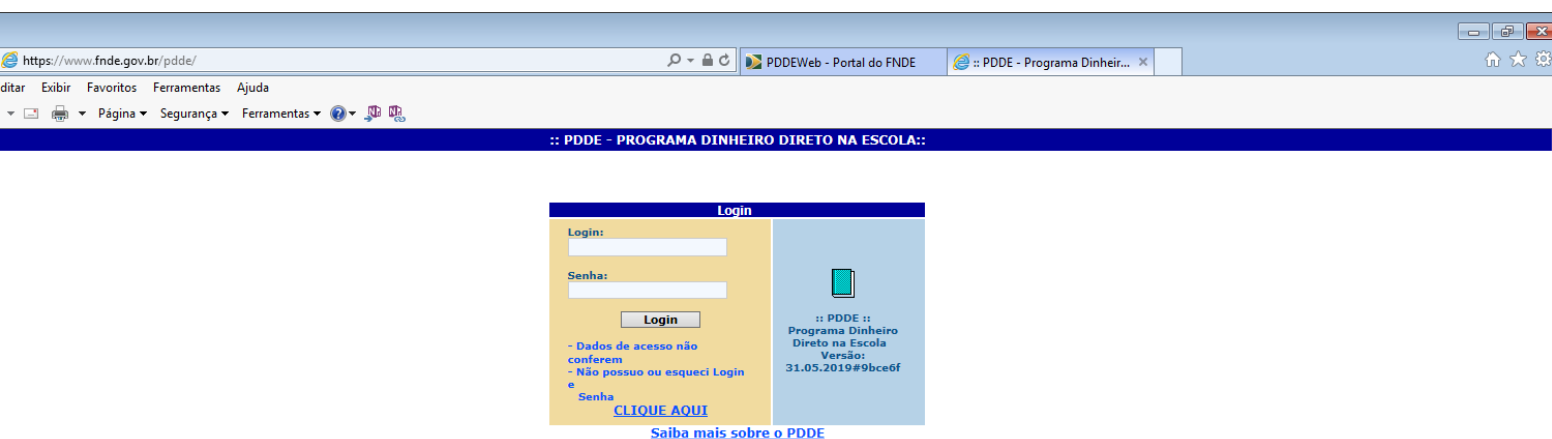 https://www.fnde.gov.br/pdde/
PDDEWeb - Portal do FNDE
:: PDDE - Programa Dinheir...
ditar Exibir Favoritos Ferramentas Ajuda
Página Segurança Ferramentas
:: PDDE - PROGRAMA DINHEIRO DIRETO NA ESCOLA::
Login
Login:
Senha:
Login
- Dados de acesso não
conferem
- Não possuo ou esqueci Login
e
Senha
CLIQUE AQUI
:: PDDE ::
Programa Dinheiro
Direto na Escola
Versão:
31.05.2019#9bce6f
Saiba mais sobre o PDDE